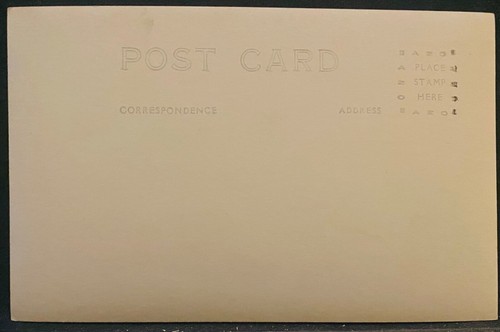 POST CARD
PLACE
STAMP
HERE
CORRESPONDENCE
ADDRESS